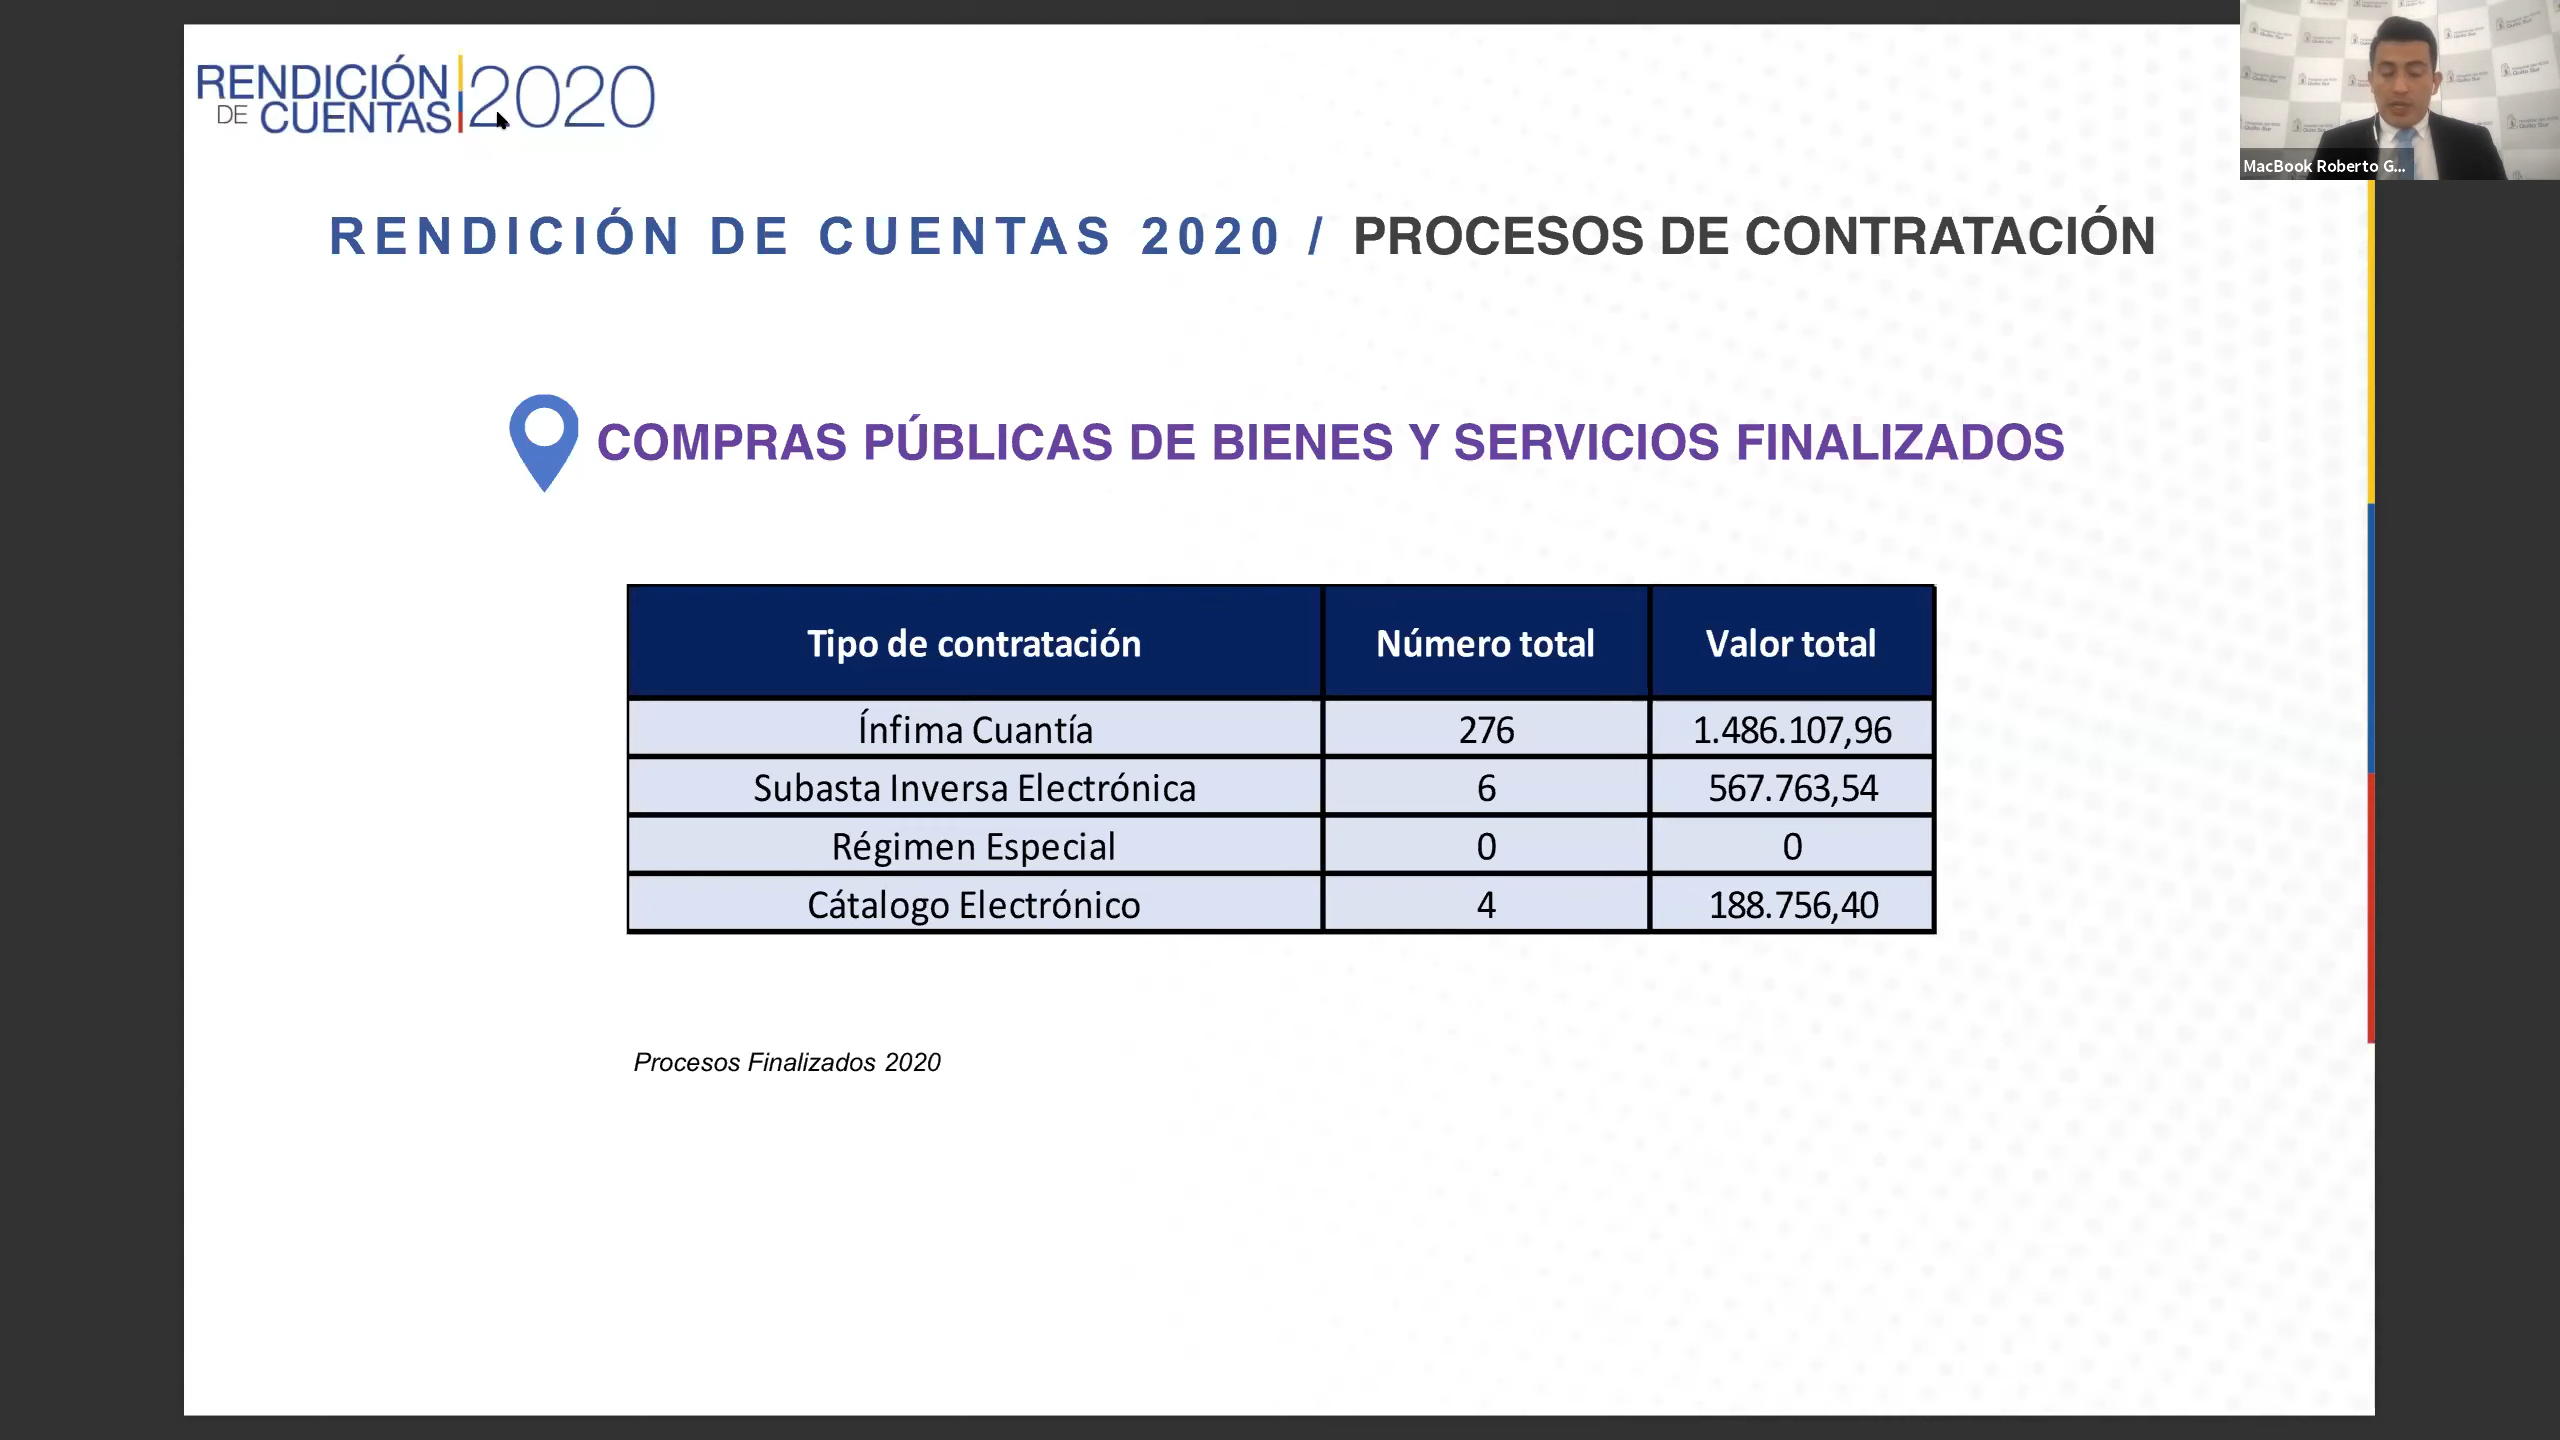 RENDICIÓN
DE CUENTAS 2020
MacBook Roberto G...
RENDICIÓN DE CUENTAS 2020 / PROCESOS DE CONTRATACIÓN
COMPRAS PÚBLICAS DE BIENES Y SERVICIOS FINALIZADOS
Tipo de contratación Número total Valor total
Ínfima Cuantía 276 1.486.107,96
Subasta Inversa Electrónica 6 567.763,54
Régimen Especial 0 0
Cátalogo Electrónico 4 188.756,40
Procesos Finalizados 2020